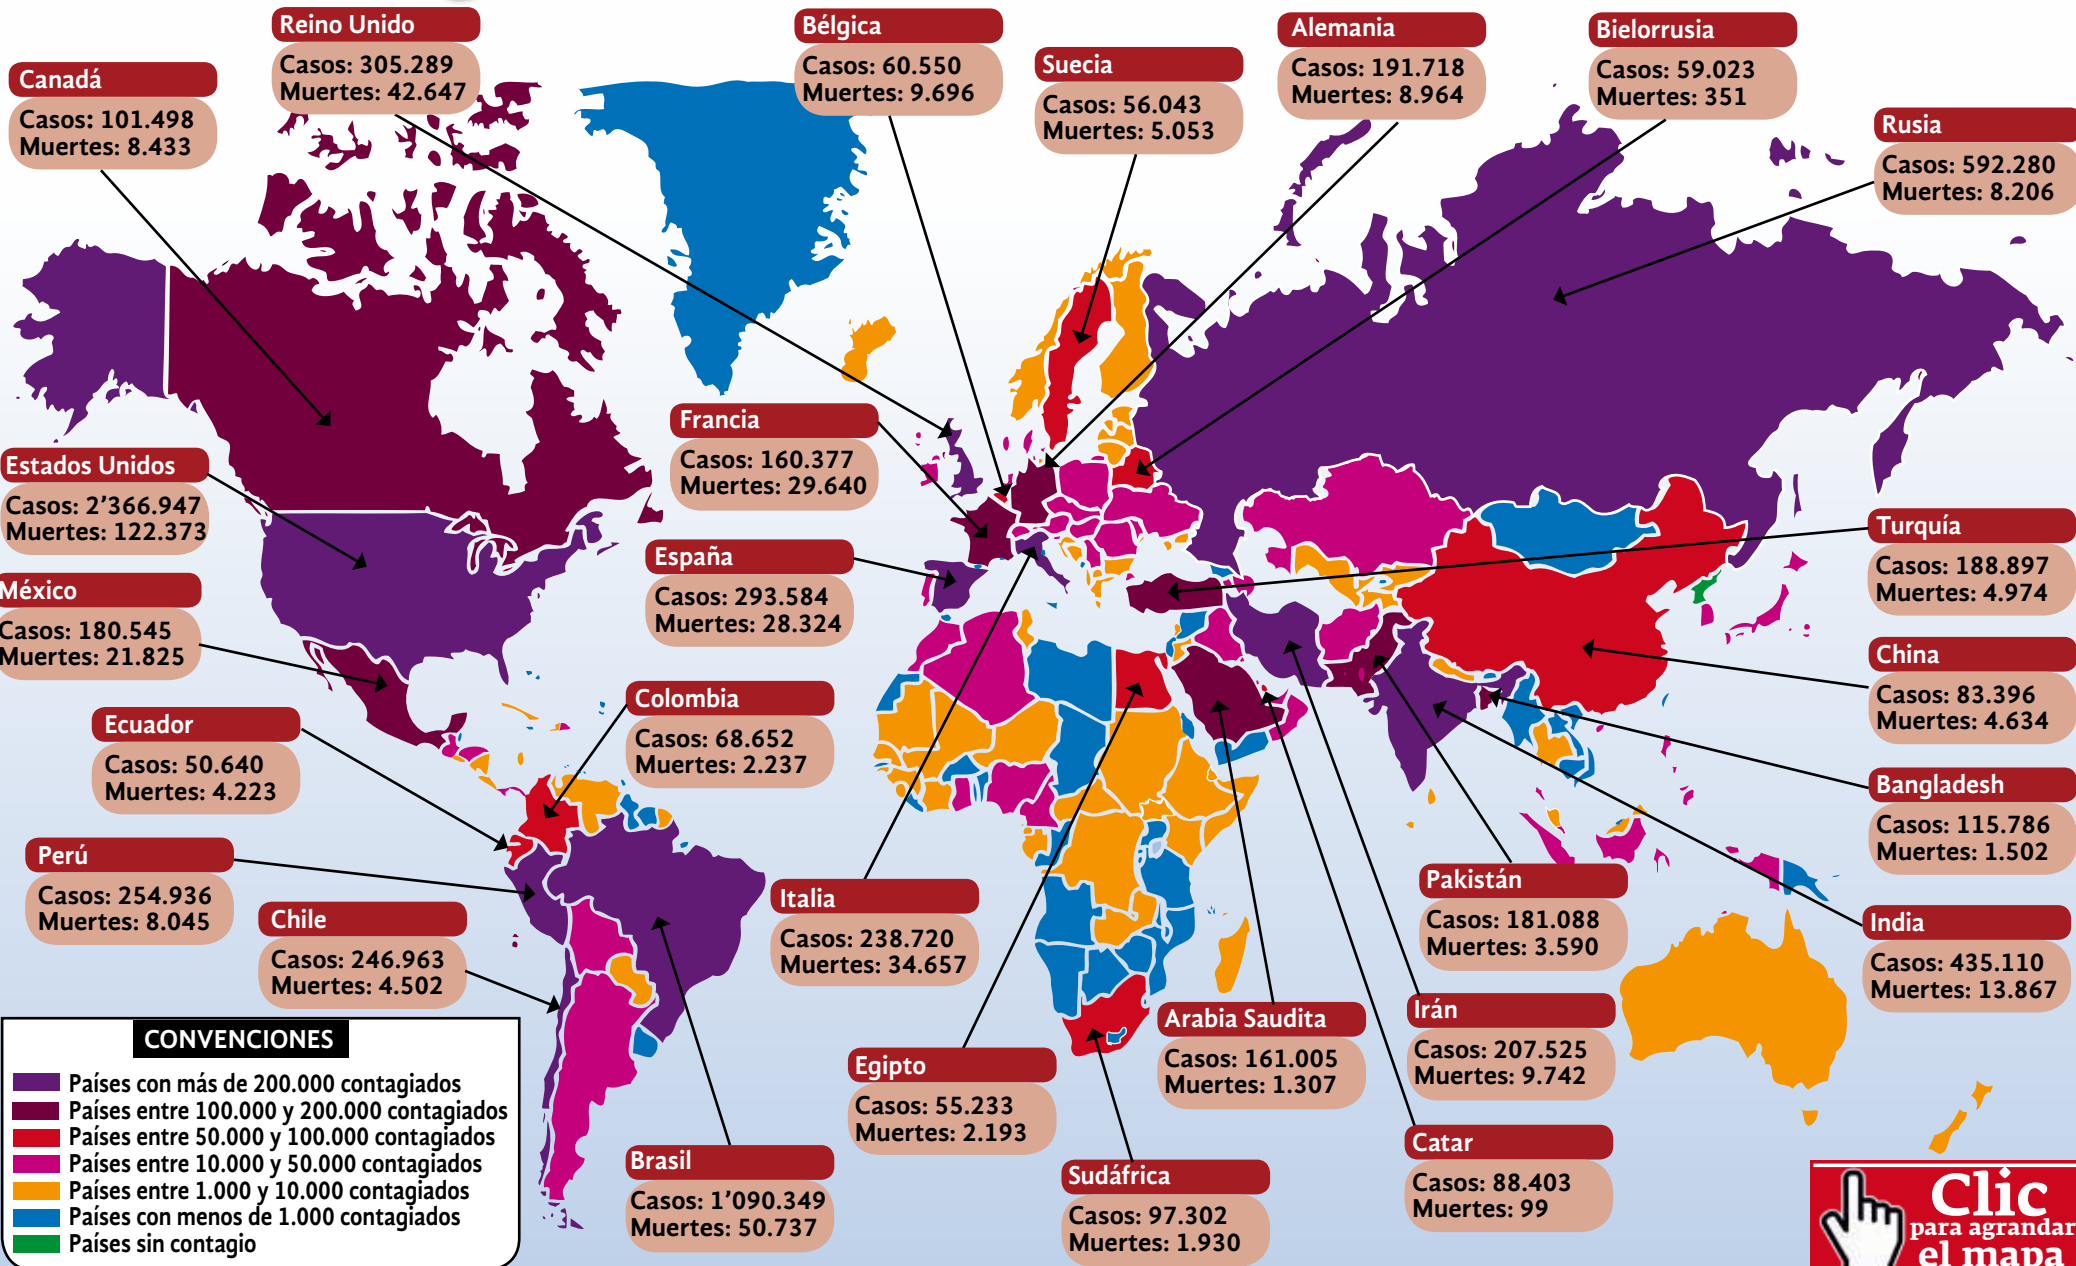 Reino Unido
Casos: 305.289
Muertes: 42.647
Bélgica
Casos: 60.550
Muertes: 9.696
Suecia
Casos: 56.043
Muertes: 5.053
Alemania
Casos: 191.718
Muertes: 8.964
Bielorrusia
Casos: 59.023
Muertes: 351
Canadá
Casos: 101.498
Muertes: 8.433
Rusia
Casos: 592.280
Muertes: 8.206
Francia
Casos: 160.377
Muertes: 29.640
Estados Unidos
Casos: 2’366.947
Muertes: 122.373
España
Casos: 293.584
Muertes: 28.324
Turquía
Casos: 188.897
Muertes: 4.974
México
Casos: 180.545
Muertes: 21.825
China
Casos: 83.396
Muertes: 4.634
Colombia
Casos: 68.652
Muertes: 2.237
Ecuador
Casos: 50.640
Muertes: 4.223
Bangladesh
Casos: 115.786
Muertes: 1.502
Perú
Casos: 254.936
Muertes: 8.045
Chile
Casos: 246.963
Muertes: 4.502
Italia
Casos: 238.720
Muertes: 34.657
Pakistán
Casos: 181.088
Muertes: 3.590
India
Casos: 435.110
Muertes: 13.867
Arabia Saudita
Casos: 161.005
Muertes: 1.307
Irán
Casos: 207.525
Muertes: 9.742
Egipto
Casos: 55.233
Muertes: 2.193
Brasil
Casos: 1’090.349
Muertes: 50.737
Sudáfrica
Casos: 97.302
Muertes: 1.930
Catar
Casos: 88.403
Muertes: 99
CONVENCIONES
Países con más de 200.000 contagiados
Países entre 100.000 y 200.000 contagiados
Países entre 50.000 y 100.000 contagiados
Países entre 10.000 y 50.000 contagiados
Países entre 1.000 y 10.000 contagiados
Países con menos de 1.000 contagiados
Países sin contagio
Clic
para agrandar
el mapa